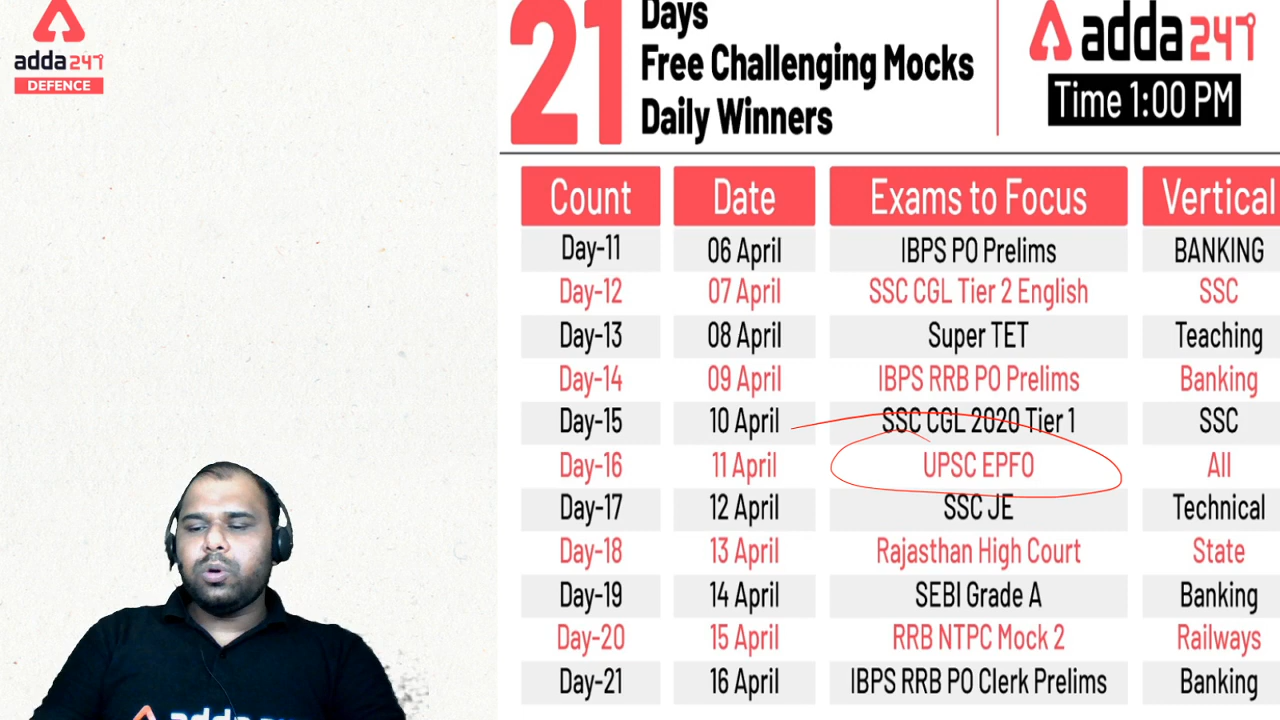 adda247
DEFENCE
21
Days
Free Challenging Mocks
Daily Winners
adda247
Time 1:00 PM
Count Date Exams to Focus Vertical
Day-11 06 April IBPS PO Prelims BANKING
Day-12 07 April SSC CGL Tier 2 English SSC
Day-13 08 April Super TET Teaching
Day-14 09 April IBPS RRB PO Prelims Banking
Day-15 10 April SSC CGL 2020 Tier 1 SSC
Day-16 11 April UPSC EPFO All
Day-17 12 April SSC JE Technical
Day-18 13 April Rajasthan High Court State
Day-19 14 April SEBI Grade A Banking
Day-20 15 April RRB NTPC Mock 2 Railways
Day-21 16 April IBPS RRB PO Clerk Prelims Banking